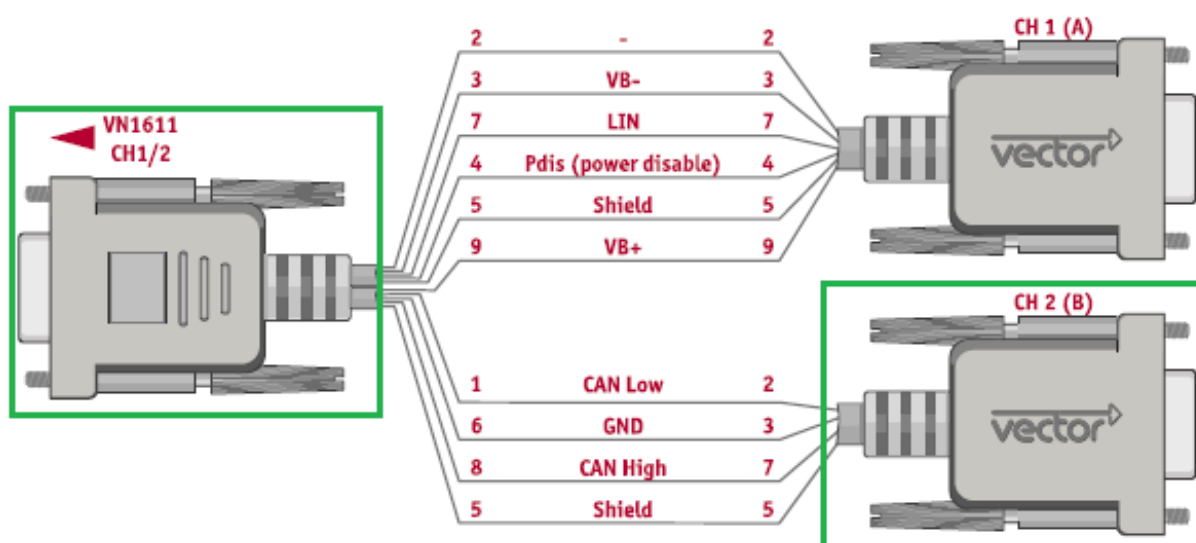 CH 1 (A)
2 - 2
3 VB- 3
VN1611
CH1/2
7 LIN 7
vector
4 Pdis (power disable) 4
5 Shield 5
9 VB+ 9
CH 2 (B)
1 CAN Low 2
6 GND 3
vector
8 CAN High 7
5 Shield 5